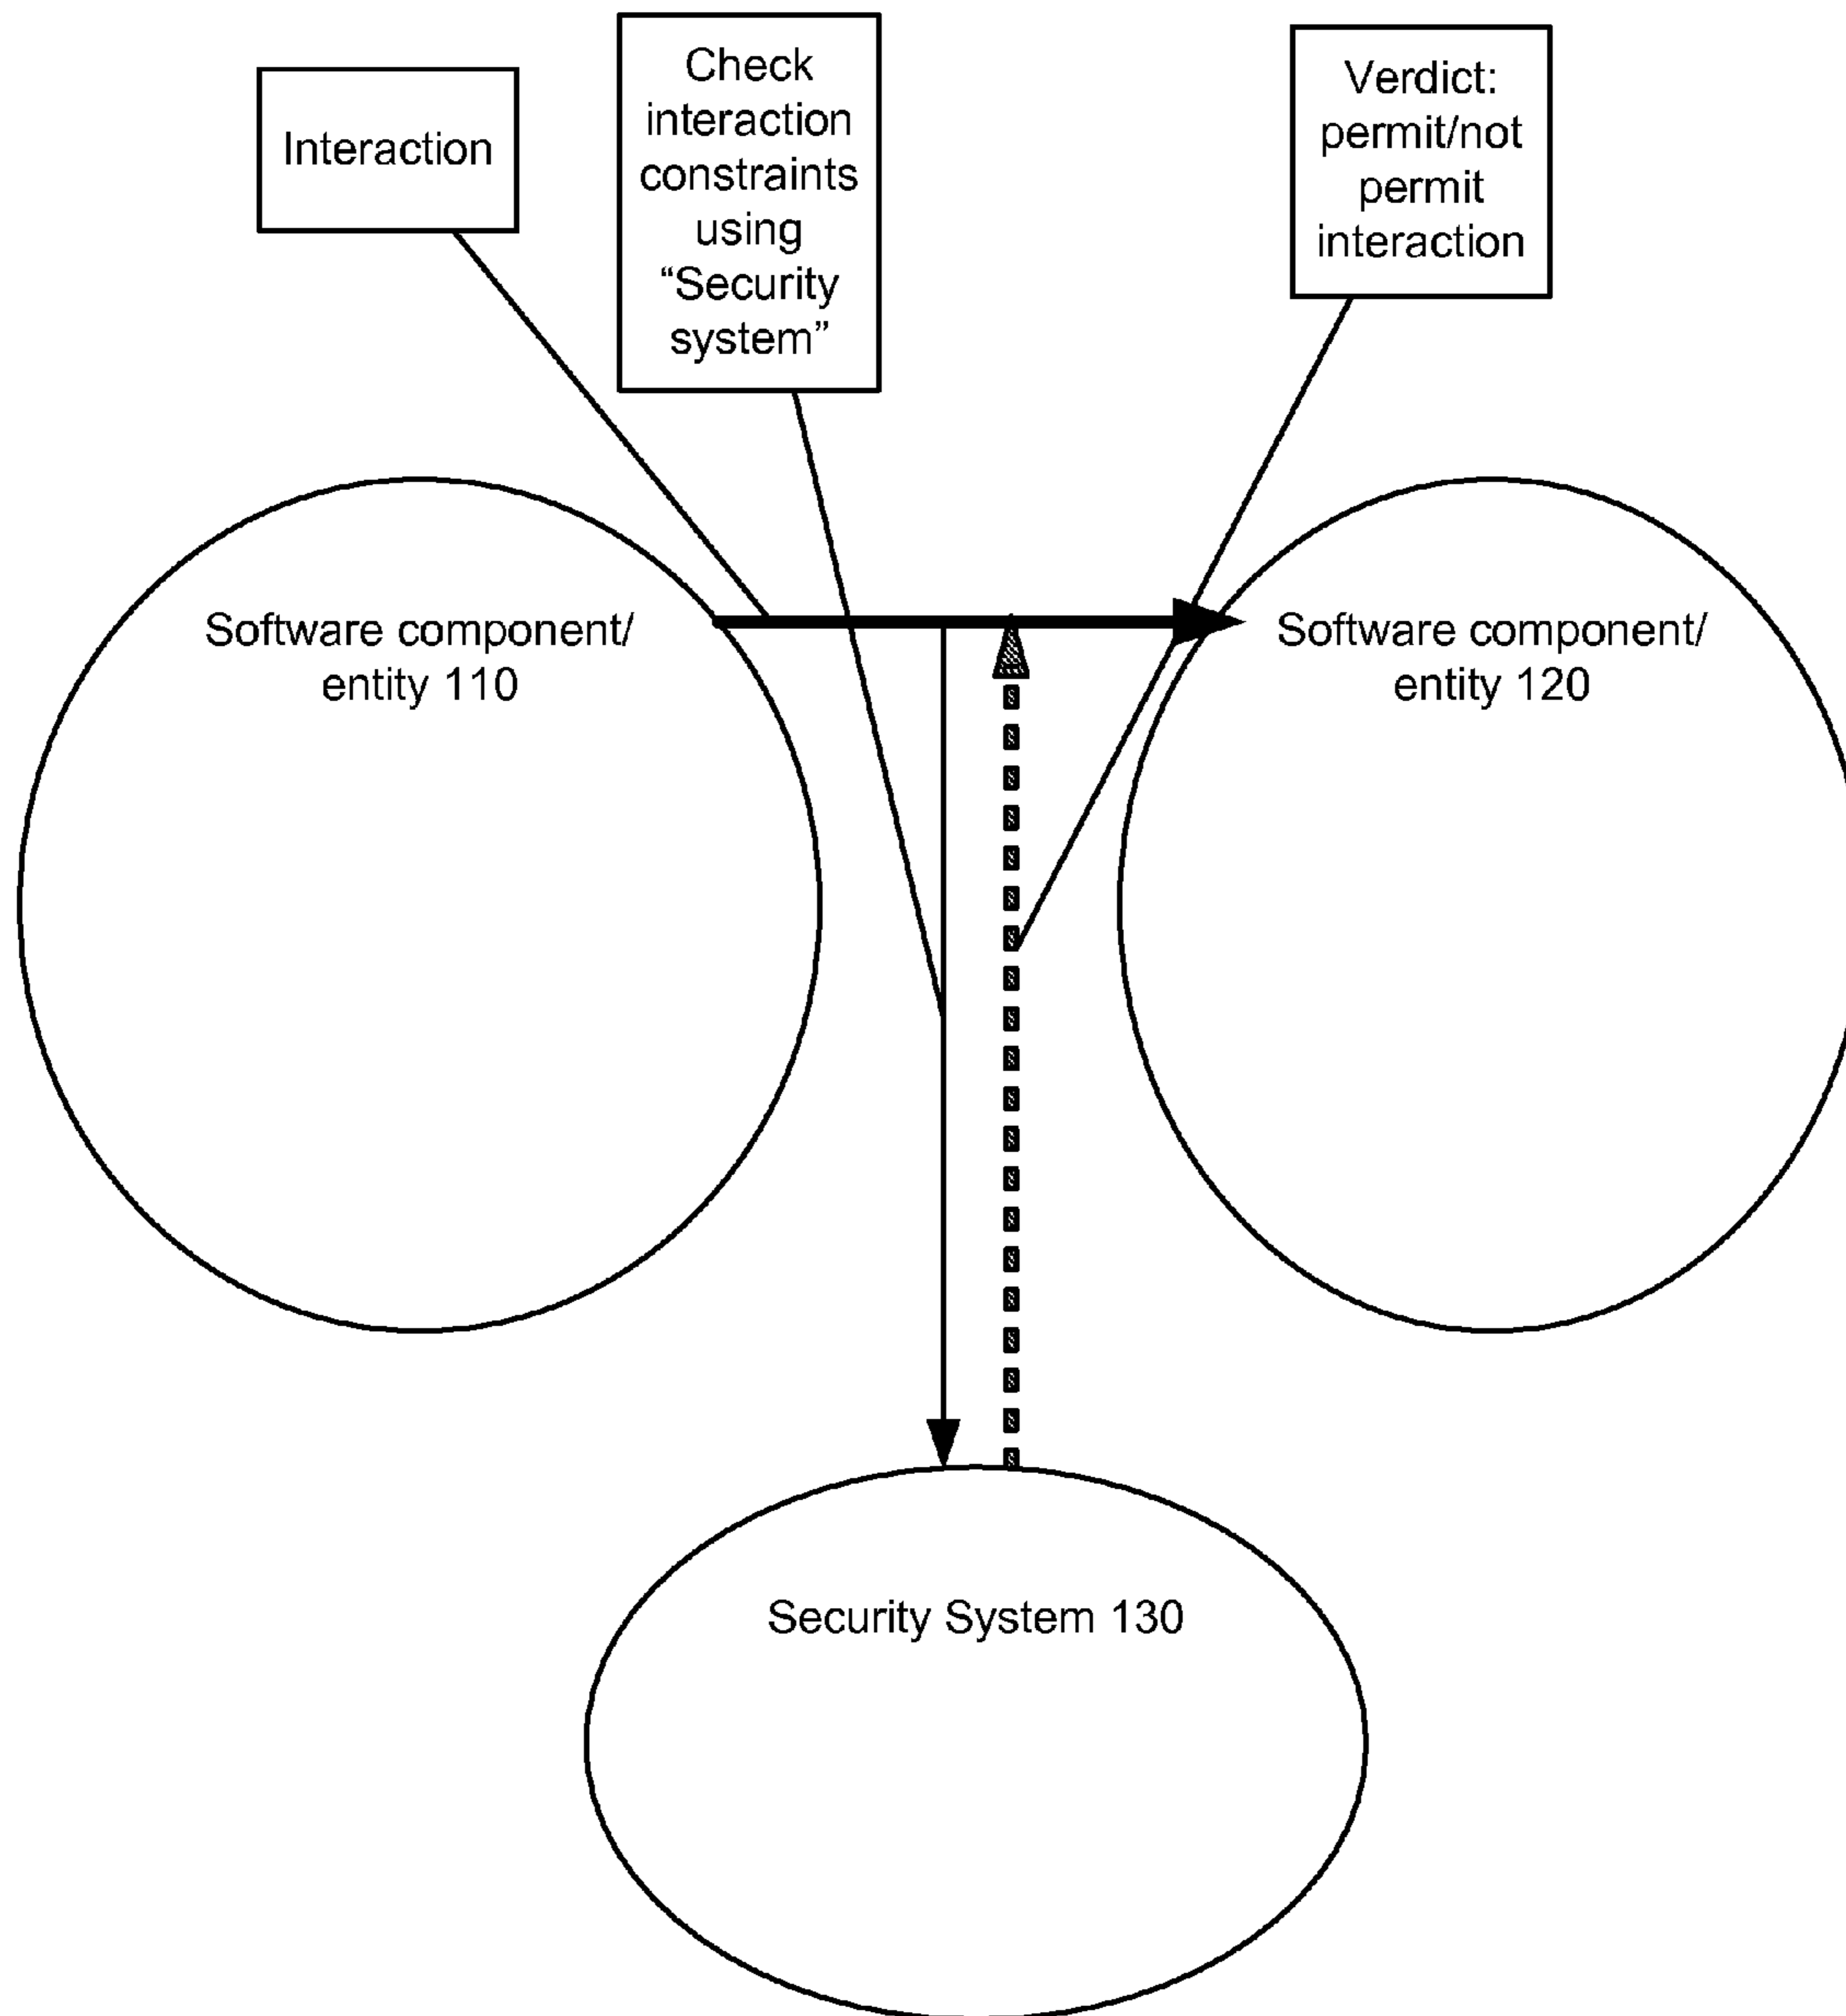 Interaction
Check
interaction
constraints
using
“Security
system”
Verdict:
permit/not
permit
interaction
Software component/
entity 110
Software component/
entity 120
Security System 130